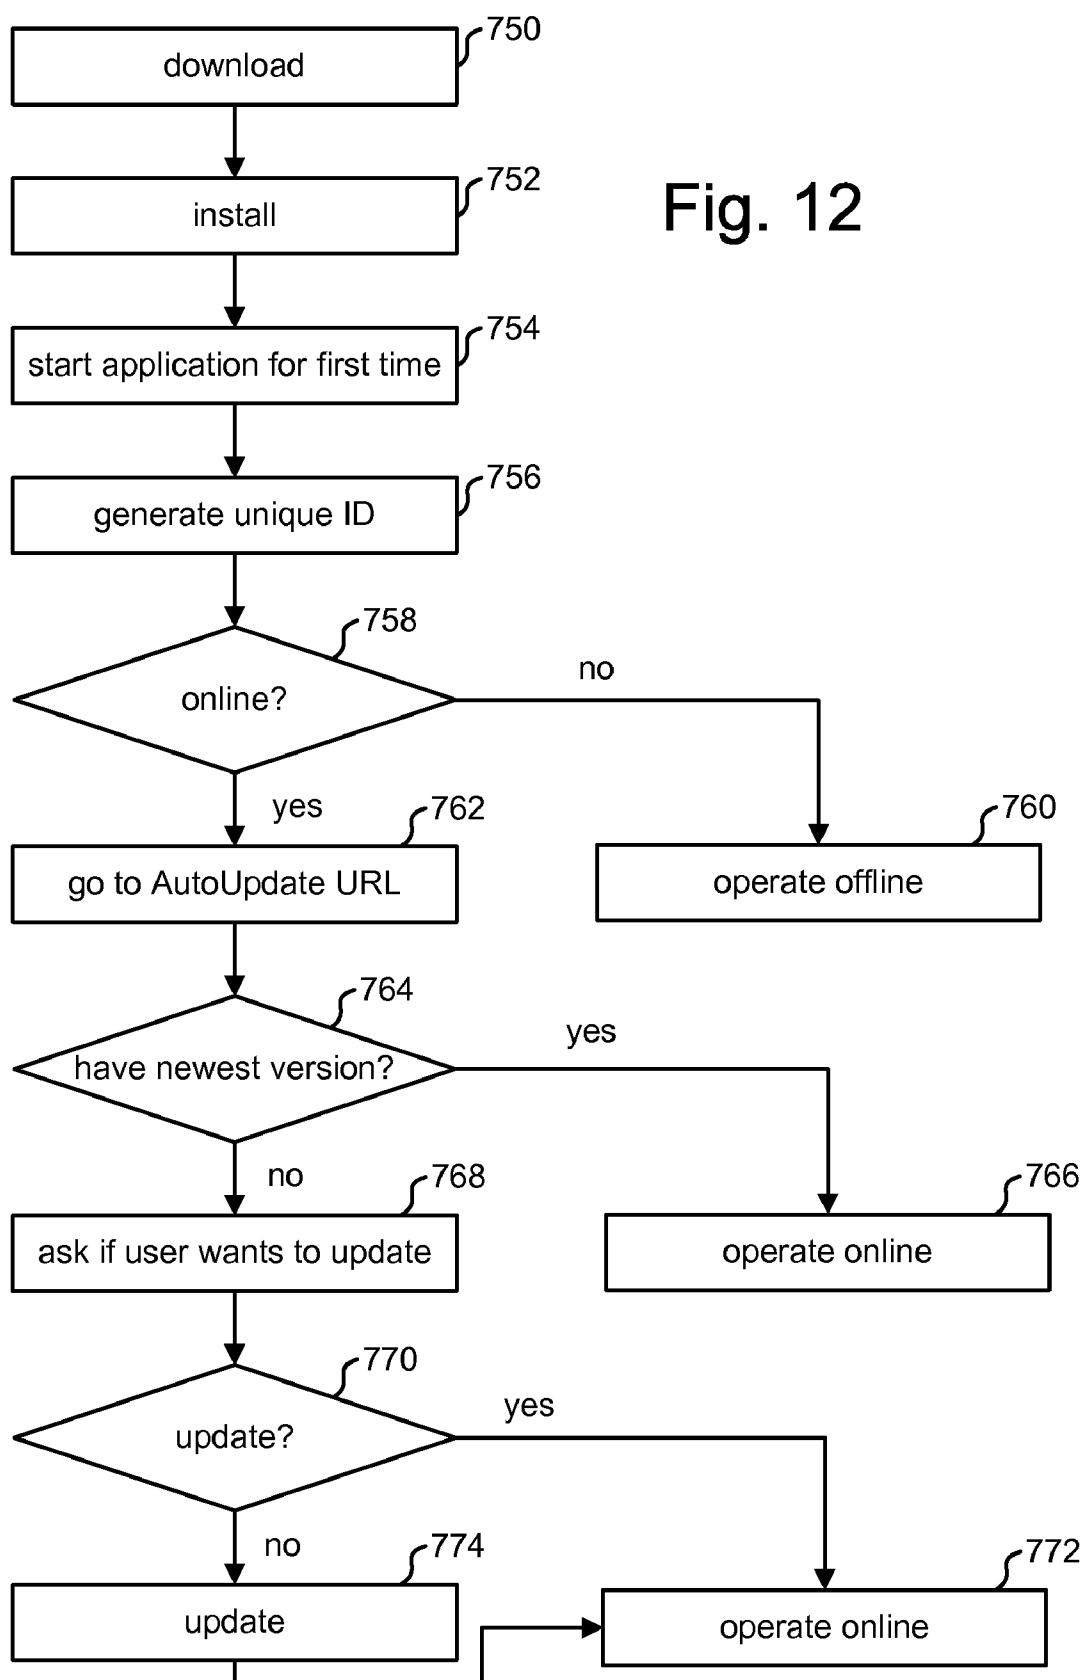 750
download
752
install
Fig. 12
754
start application for first time
756
generate unique ID
758
online?
no
yes
762
go to AutoUpdate URL
760
operate offline
764
have newest version?
yes
no
768
ask if user wants to update
766
operate online
770
update?
yes
no
774
update
772
operate online